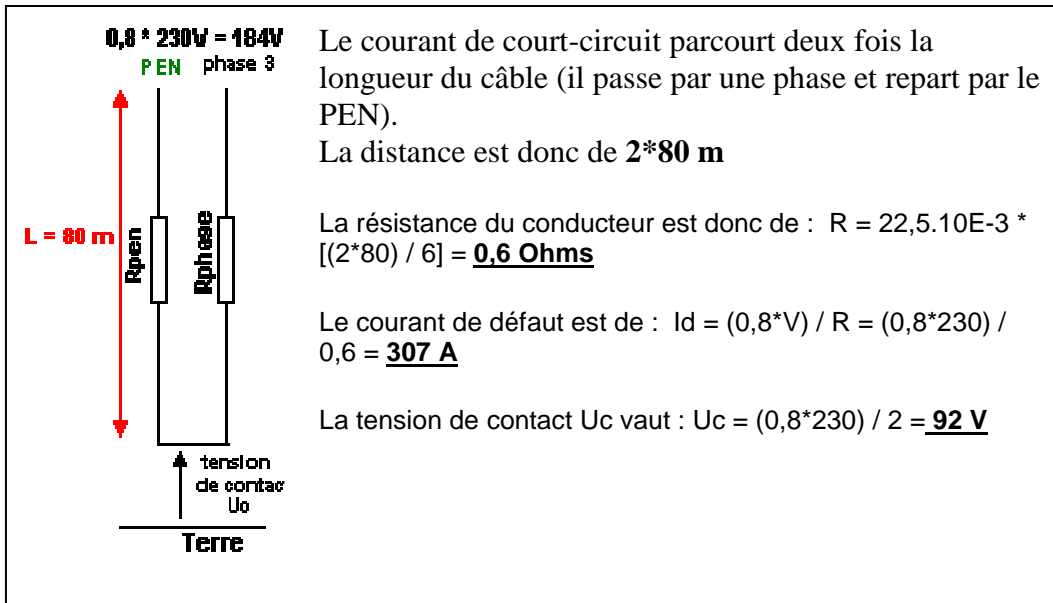 0,8 * 230V = 184V
PEN phase 3
L = 80 m
Rpen
Rphase
tension
de contac
Uc
Terre
Le courant de court-circuit parcourt deux fois la
longueur du câble (il passe par une phase et repart par le
PEN).
La distance est donc de 2*80 m
La résistance du conducteur est donc de : R = 22,5.10E-3 *
[(2*80) / 6] = 0,6 Ohms
Le courant de défaut est de : Id = (0,8*V) / R = (0,8*230) /
0,6 = 307 A
La tension de contact Uc vaut : Uc = (0,8*230) / 2 = 92 V